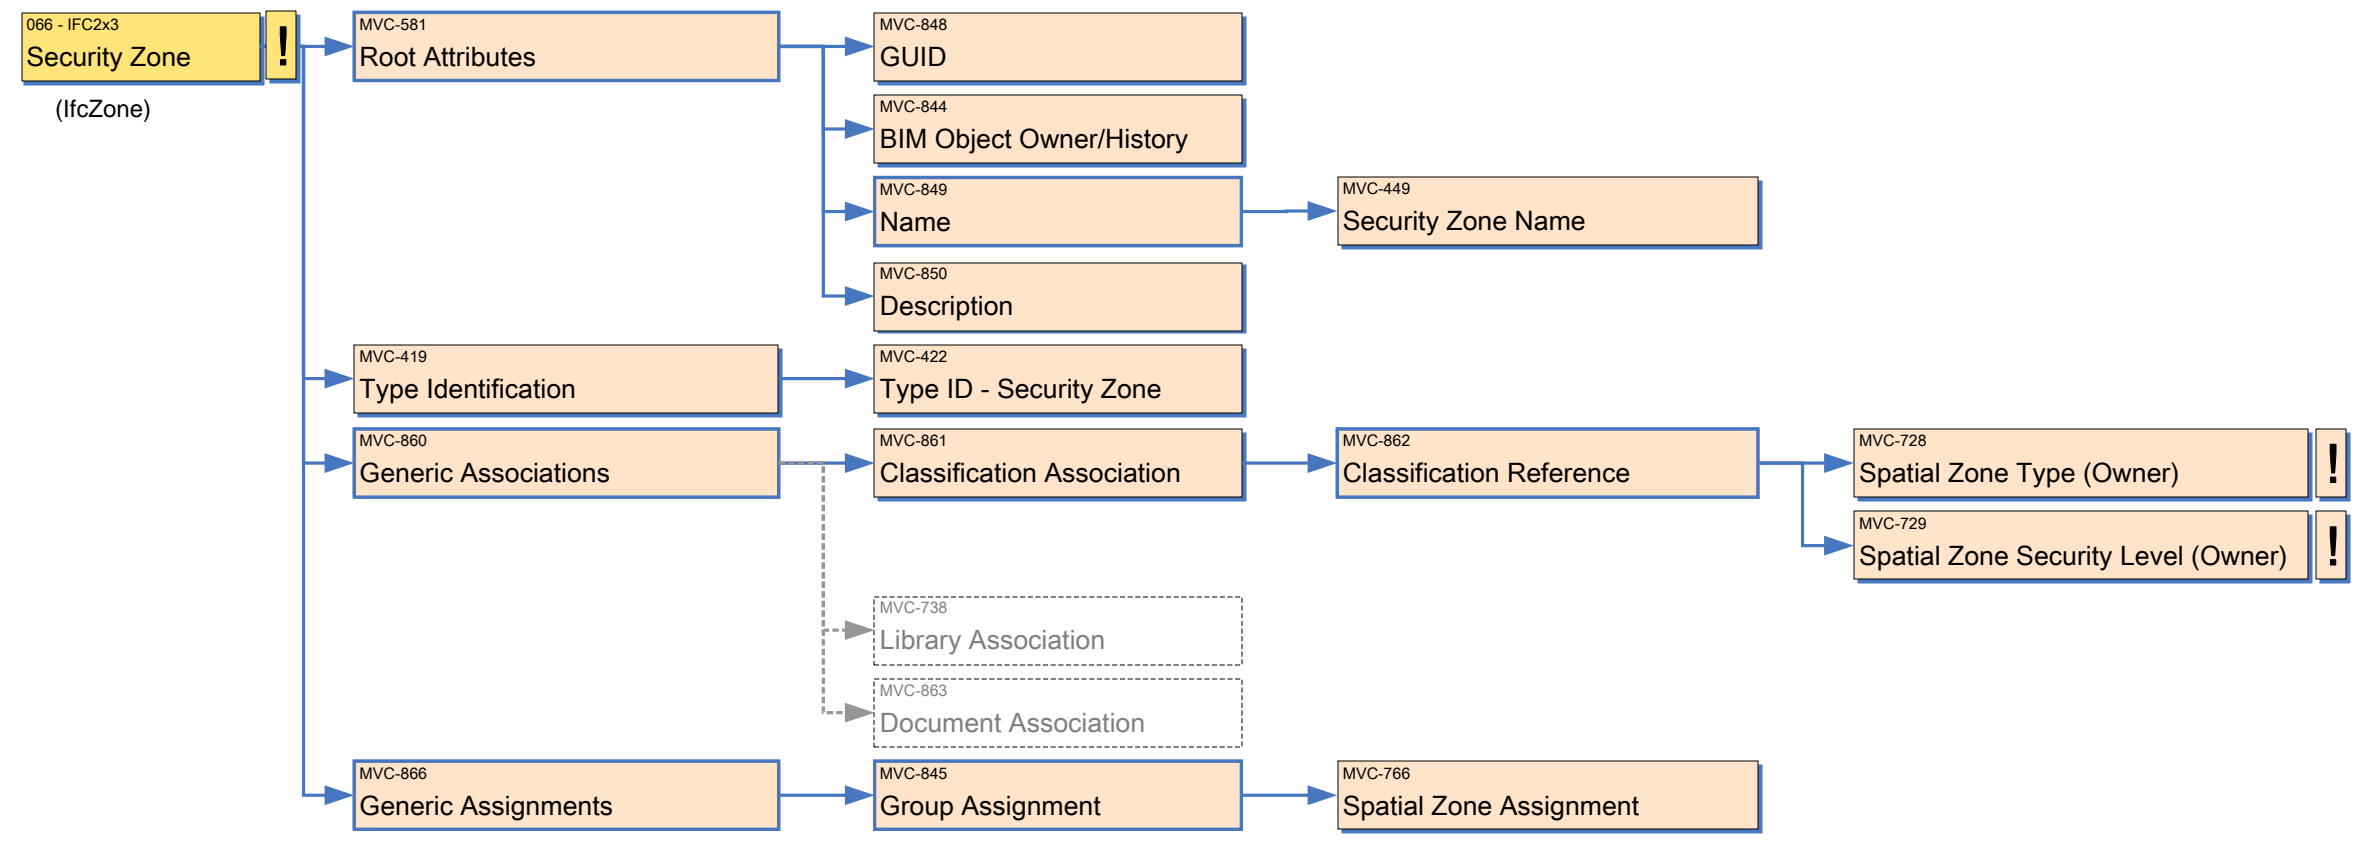 066 - IFC2x3
Security Zone
!
(IfcZone)
MVC-581
Root Attributes
MVC-848
GUID
MVC-844
BIM Object Owner/History
MVC-849
Name
MVC-449
Security Zone Name
MVC-850
Description
MVC-419
Type Identification
MVC-422
Type ID - Security Zone
MVC-860
Generic Associations
MVC-861
Classification Association
MVC-862
Classification Reference
MVC-728
Spatial Zone Type (Owner)
!
MVC-729
Spatial Zone Security Level (Owner)
!
MVC-738
Library Association
MVC-863
Document Association
MVC-866
Generic Assignments
MVC-845
Group Assignment
MVC-766
Spatial Zone Assignment